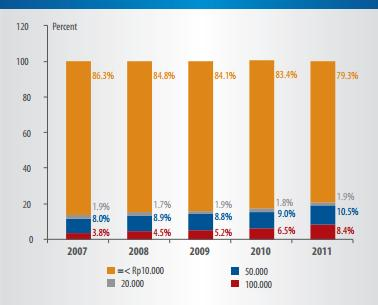 120 Percent
100
80
60
40
20
0
86.3% 84.8% 84.1% 83.4% 79.3%
1.9% 1.7% 1.9% 1.8% 1.9%
8.0% 8.9% 8.8% 9.0% 10.5%
3.8% 4.5% 5.2% 6.5% 8.4%
2007 2008 2009 2010 2011
=< Rp10.000 50.000
20.000 100.000